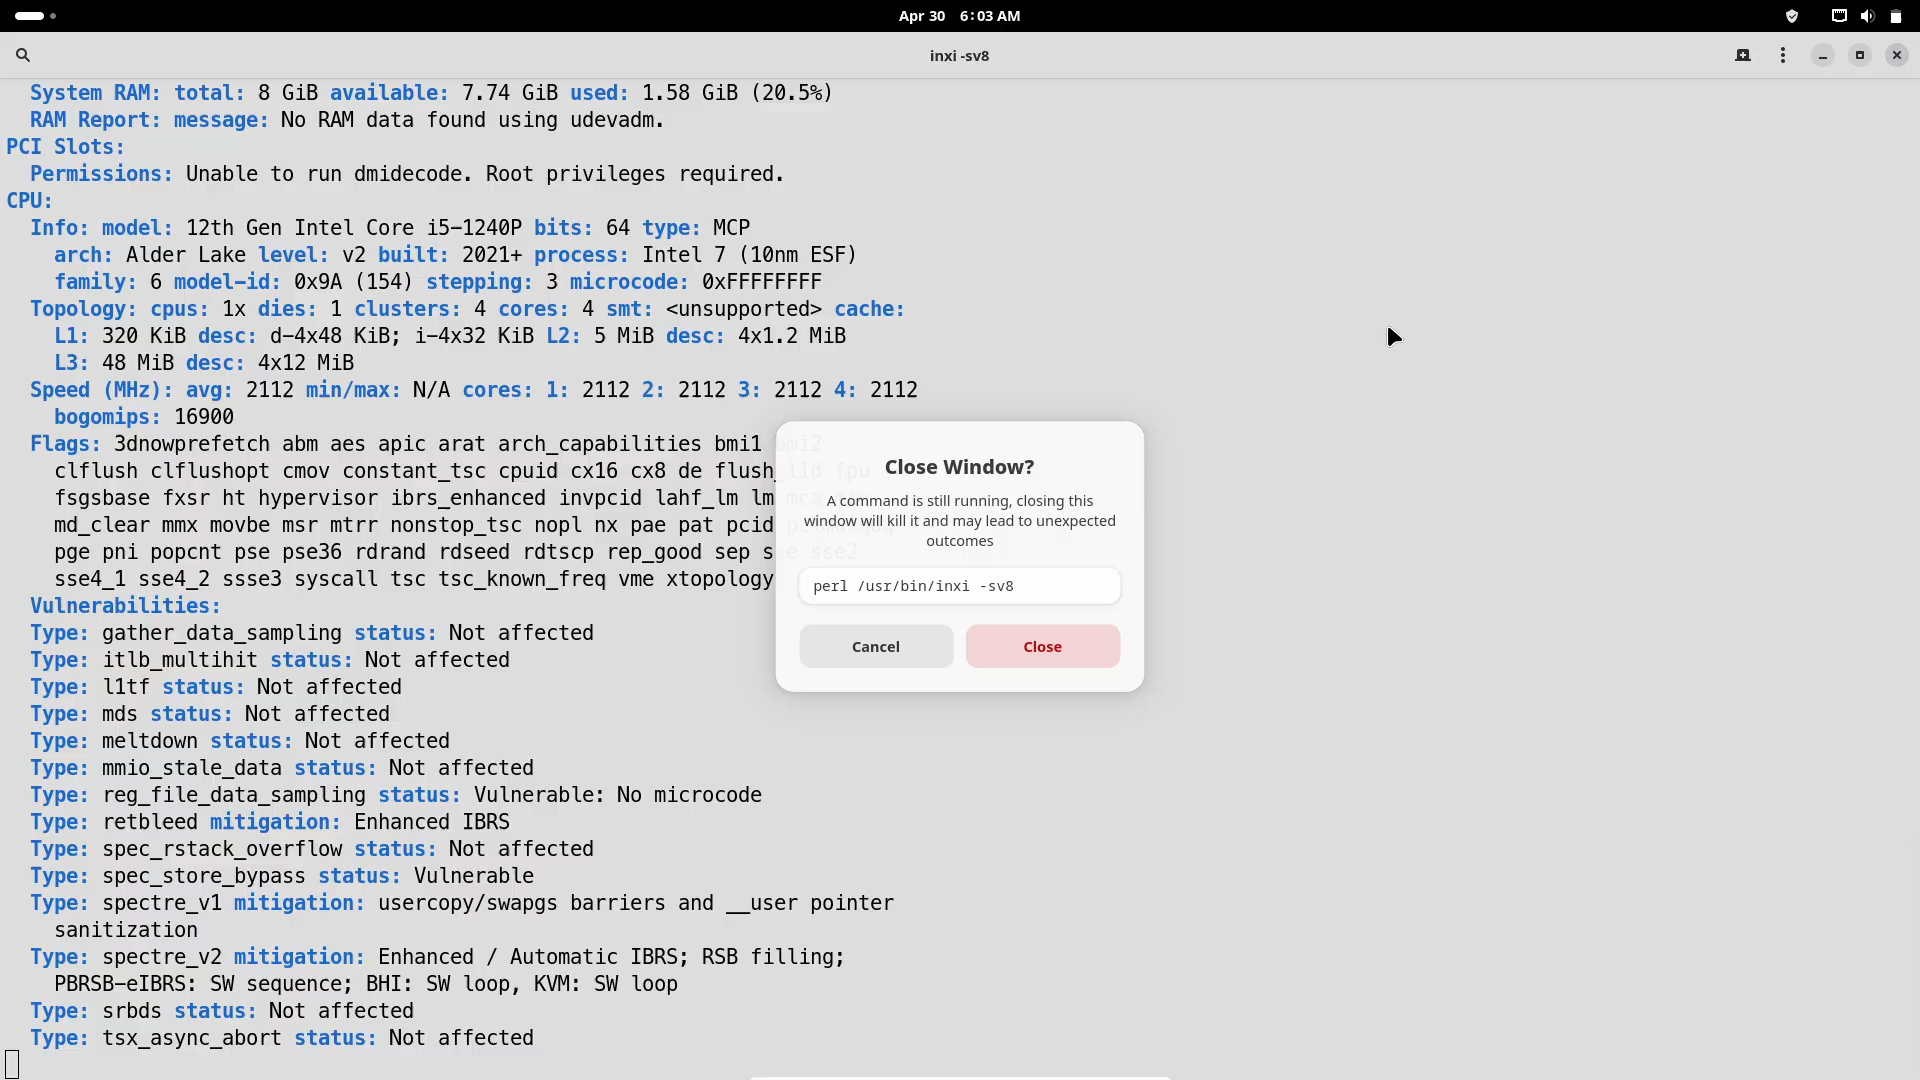 Apr 30 6:03 AM
inxi -sv8
System RAM: total: 8 GiB available: 7.74 GiB used: 1.58 GiB (20.5%)
RAM Report: message: No RAM data found using udevadm.
PCI Slots:
Permissions: Unable to run dmidecode. Root privileges required.
CPU:
Info: model: 12th Gen Intel Core i5-1240P bits: 64 type: MCP
arch: Alder Lake level: v2 built: 2021+ process: Intel 7 (10nm ESF)
family: 6 model-id: 0x9A (154) stepping: 3 microcode: 0xFFFFFFFF
Topology: cpus: 1x dies: 1 clusters: 4 cores: 4 smt: <unsupported> cache:
L1: 320 KiB desc: d-4x48 KiB; i-4x32 KiB L2: 5 MiB desc: 4x1.2 MiB
L3: 48 MiB desc: 4x12 MiB
Speed (MHz): avg: 2112 min/max: N/A cores: 1: 2112 2: 2112 3: 2112 4: 2112
bogomips: 16900
Flags: 3dnowprefetch abm aes apic arat arch_capabilities bmi1 bmi2
clflush clflushopt cmov constant_tsc cpuid cx16 cx8 de flush_l1d fpu
fsgsbase fxsr ht hypervisor ibrs_enhanced invpcid lahf_lm lm mca
md_clear mmx movbe msr mtrr nonstop_tsc nopl nx pae pat pcid
pge pni popcnt pse pse36 rdrand rdseed rdtscp rep_good sep sse sse2
sse4_1 sse4_2 ssse3 syscall tsc tsc_known_freq vme xtopology
Vulnerabilities:
Type: gather_data_sampling status: Not affected
Type: itlb_multihit status: Not affected
Type: l1tf status: Not affected
Type: mds status: Not affected
Type: meltdown status: Not affected
Type: mmio_stale_data status: Not affected
Type: reg_file_data_sampling status: Vulnerable: No microcode
Type: retbleed mitigation: Enhanced IBRS
Type: spec_rstack_overflow status: Not affected
Type: spec_store_bypass status: Vulnerable
Type: spectre_v1 mitigation: usercopy/swapgs barriers and __user pointer
sanitization
Type: spectre_v2 mitigation: Enhanced / Automatic IBRS; RSB filling;
PBRSB-eIBRS: SW sequence; BHI: SW loop, KVM: SW loop
Type: srbds status: Not affected
Type: tsx_async_abort status: Not affected
Close Window?
A command is still running, closing this
window will kill it and may lead to unexpected
outcomes
perl /usr/bin/inxi -sv8
Cancel
Close